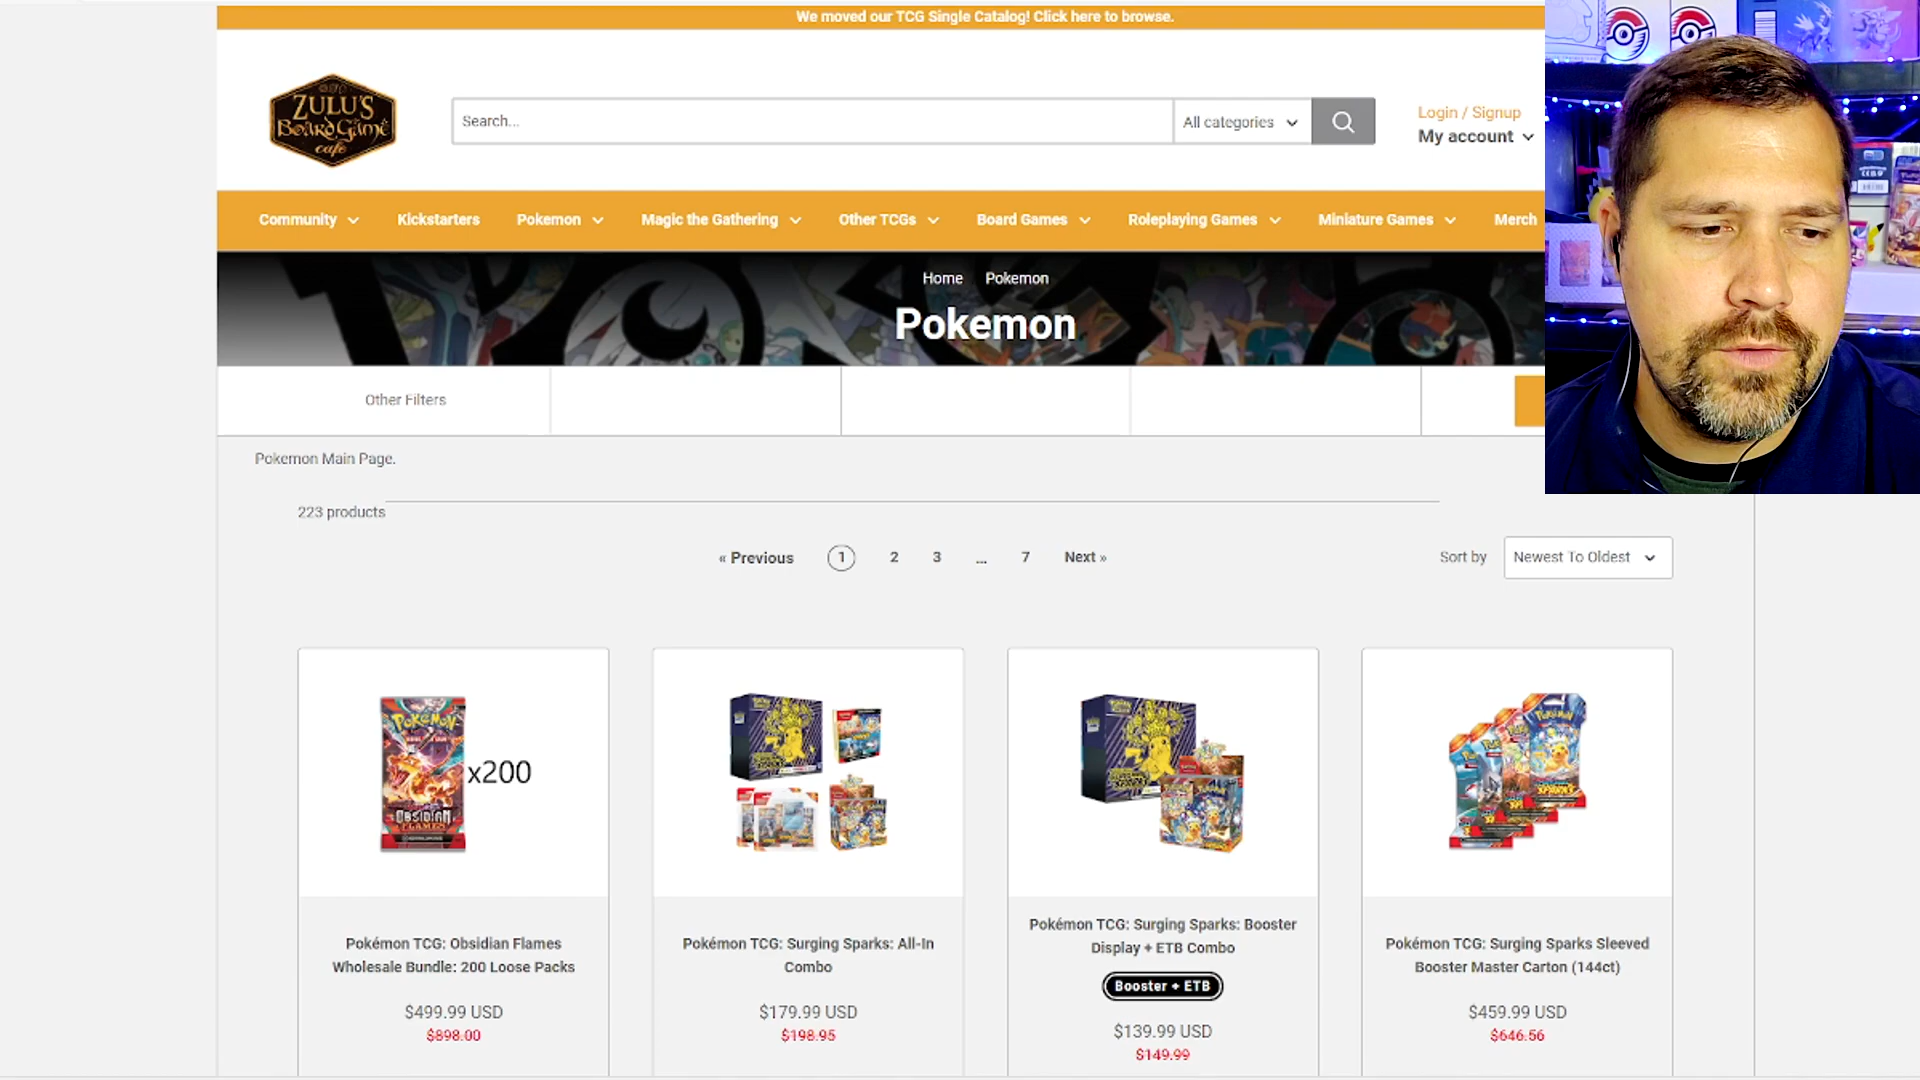 We moved our TCG Single Catalog! Click here to browse.
ZULU'S
BoardGame
cafe
Search...
All categories
Login / Signup
My account
Community
Kickstarters
Pokemon
Magic the Gathering
Other TCGs
Board Games
Roleplaying Games
Miniature Games
Merch
Home
Pokemon
Pokemon
Other Filters
Pokemon Main Page.
223 products
« Previous
1
2
3
...
7
Next »
Sort by
Newest To Oldest
POKÉMON
OBSIDIAN
FLAMES
x200
Pokémon TCG: Obsidian Flames
Wholesale Bundle: 200 Loose Packs
$499.99 USD
$898.00
Pokémon TCG: Surging Sparks: All-In
Combo
$179.99 USD
$198.95
Pokémon TCG: Surging Sparks: Booster
Display + ETB Combo
Booster + ETB
$139.99 USD
$149.99
Pokémon TCG: Surging Sparks Sleeved
Booster Master Carton (144ct)
$459.99 USD
$646.56